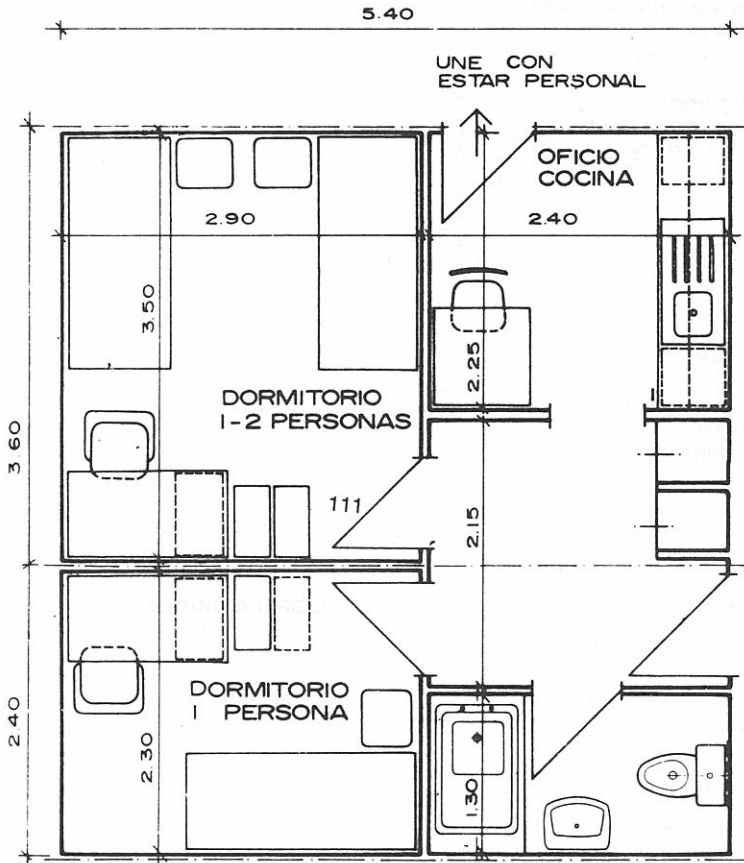 5.40
UNE CON
ESTAR PERSONAL
OFICIO
COCINA
2.90
2.40
3.50
2.25
DORMITORIO
1-2 PERSONAS
3.60
111
2.15
DORMITORIO
1 PERSONA
2.40
2.30
1.30